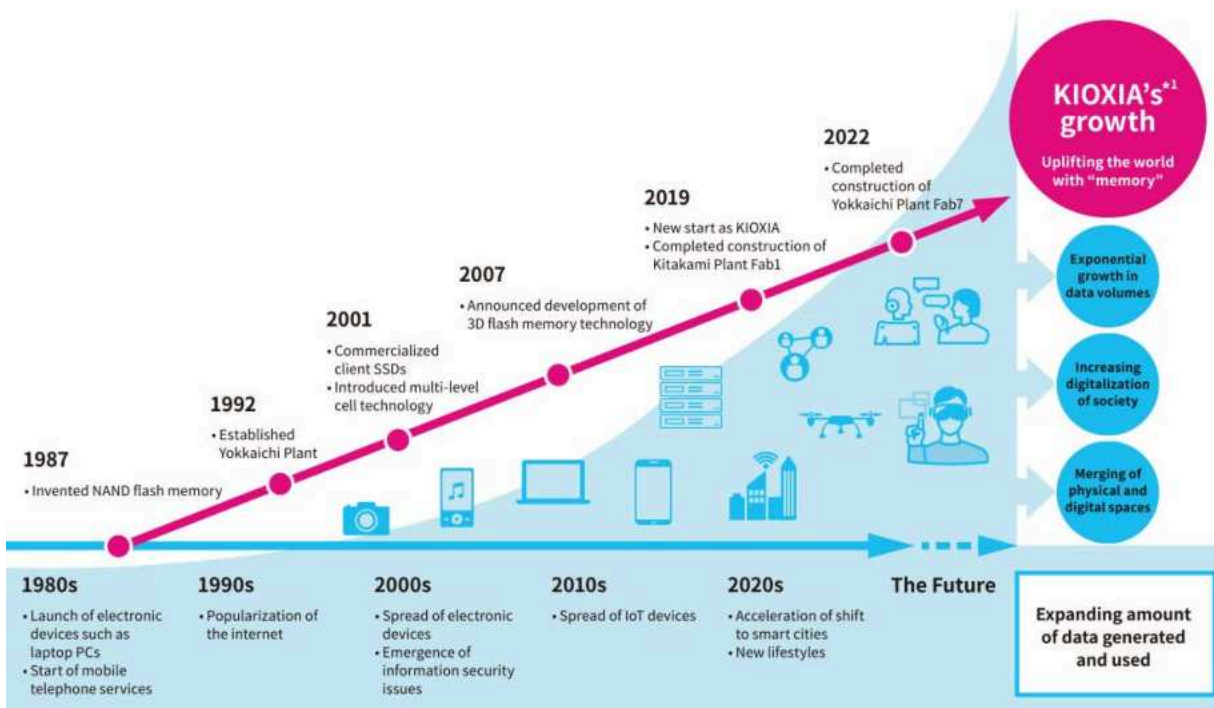 KIOXIA's*1
growth
Uplifting the world
with “memory”
2022
• Completed
construction of
Yokkaichi Plant Fab7
2019
• New start as KIOXIA
• Completed construction of
Kitakami Plant Fab1
2007
• Announced development of
3D flash memory technology
2001
• Commercialized
client SSDs
• Introduced multi-level
cell technology
1992
• Established
Yokkaichi Plant
1987
• Invented NAND flash memory
Exponential
growth in
data volumes
Increasing
digitalization
of society
Merging of
physical and
digital spaces
1980s
• Launch of electronic
devices such as
laptop PCs
• Start of mobile
telephone services
1990s
• Popularization of
the internet
2000s
• Spread of electronic
devices
• Emergence of
information security
issues
2010s
• Spread of IoT devices
2020s
• Acceleration of shift
to smart cities
• New lifestyles
The Future
Expanding amount
of data generated
and used